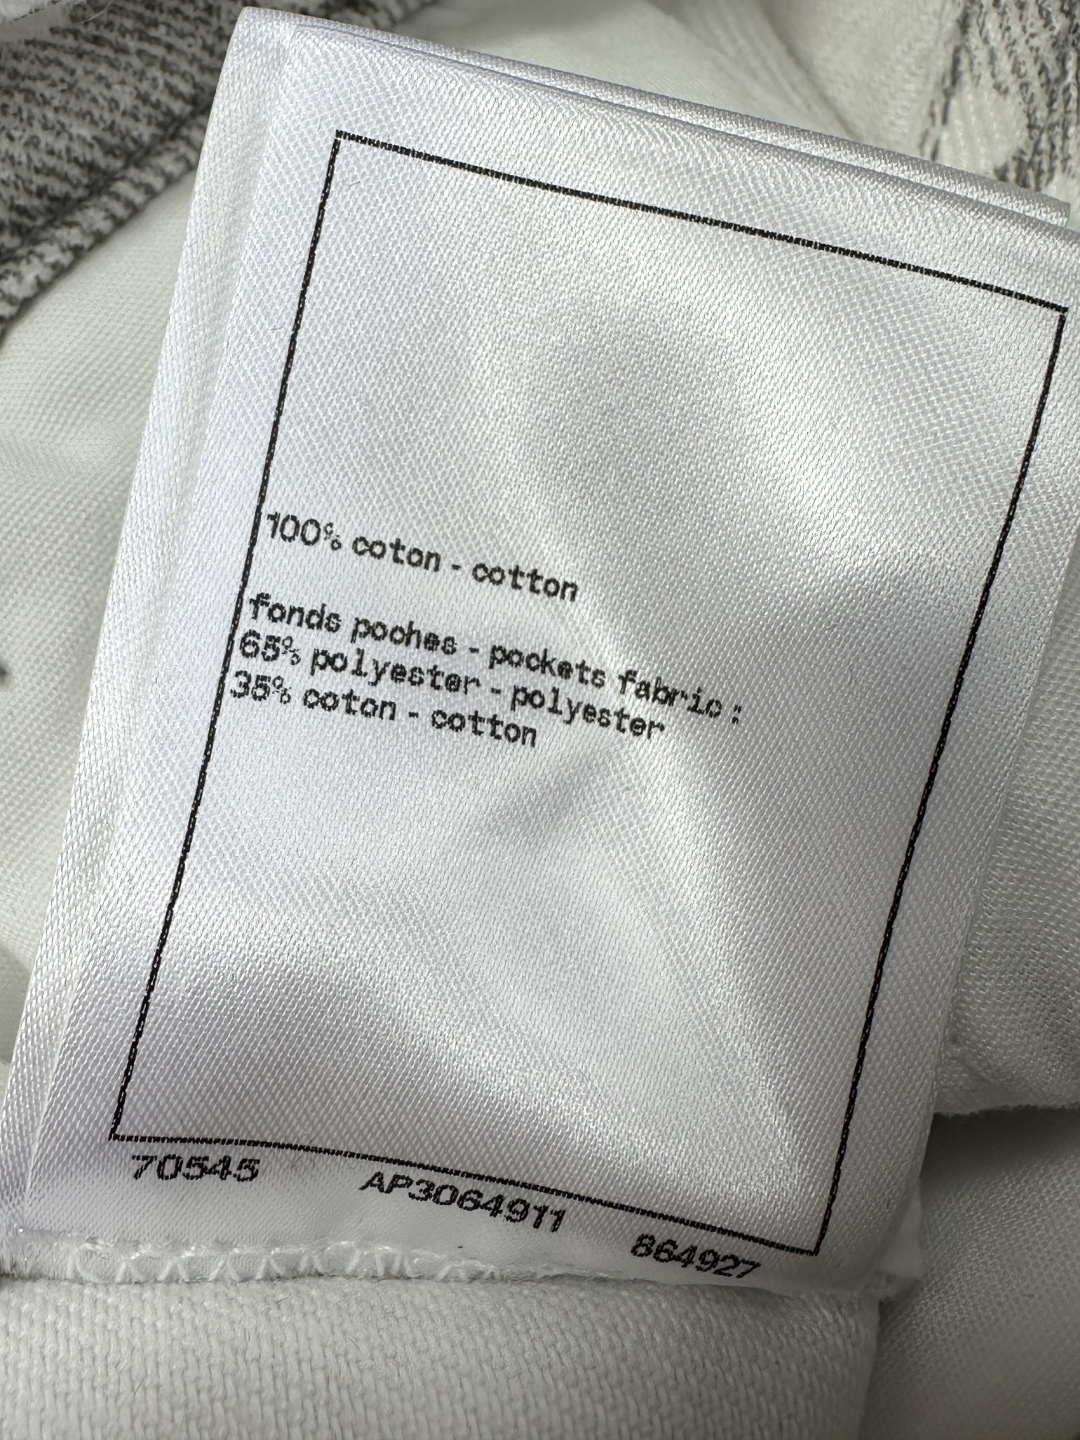 100% coton - cotton
fonds poches - pockets fabric :
65% polyester - polyester
35% coton - cotton
70545 AP3064911 864927